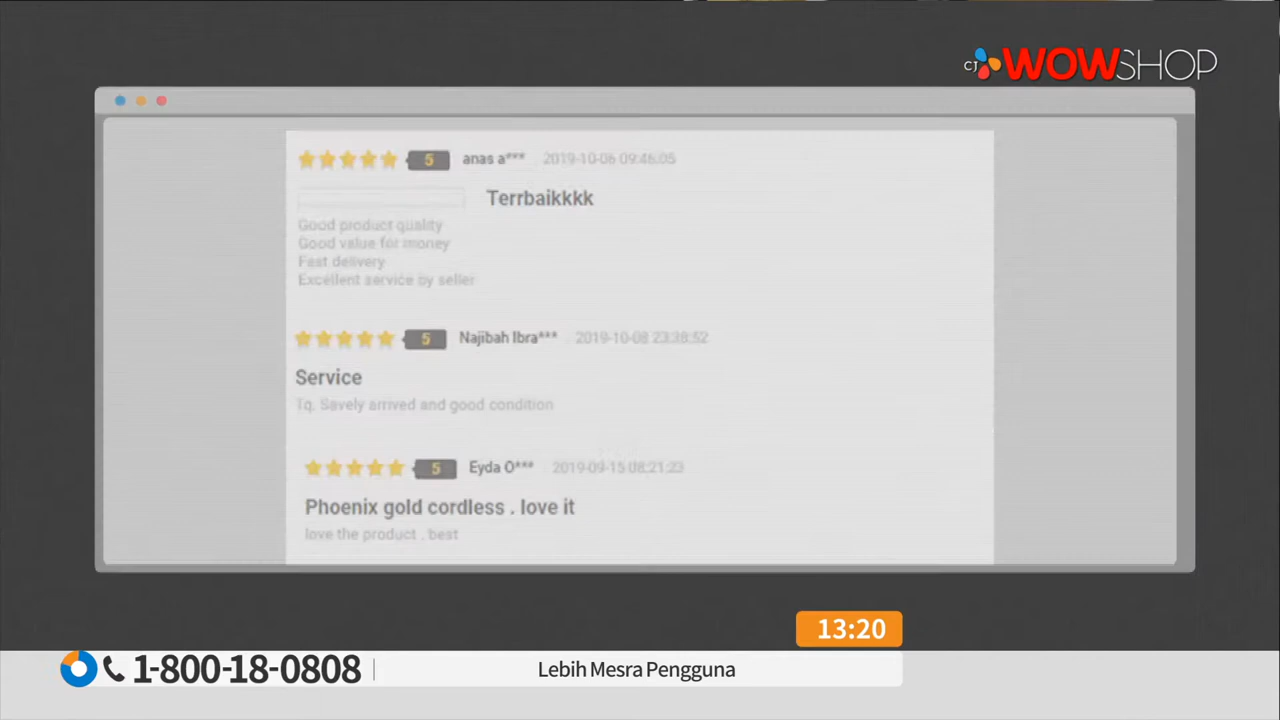 CJ WOWSHOP
5 anas a*** 2019-10-06 09:46:05
Terrbaikkkk
Good product quality
Good value for money
Fast delivery
Excellent service by seller
5 Najibah Ibra*** 2019-10-08 23:38:52
Service
Tq. Savely arrived and good condition
5 Eyda O*** 2019-09-15 08:21:23
Phoenix gold cordless . love it
love the product . best
13:20
1-800-18-0808
Lebih Mesra Pengguna